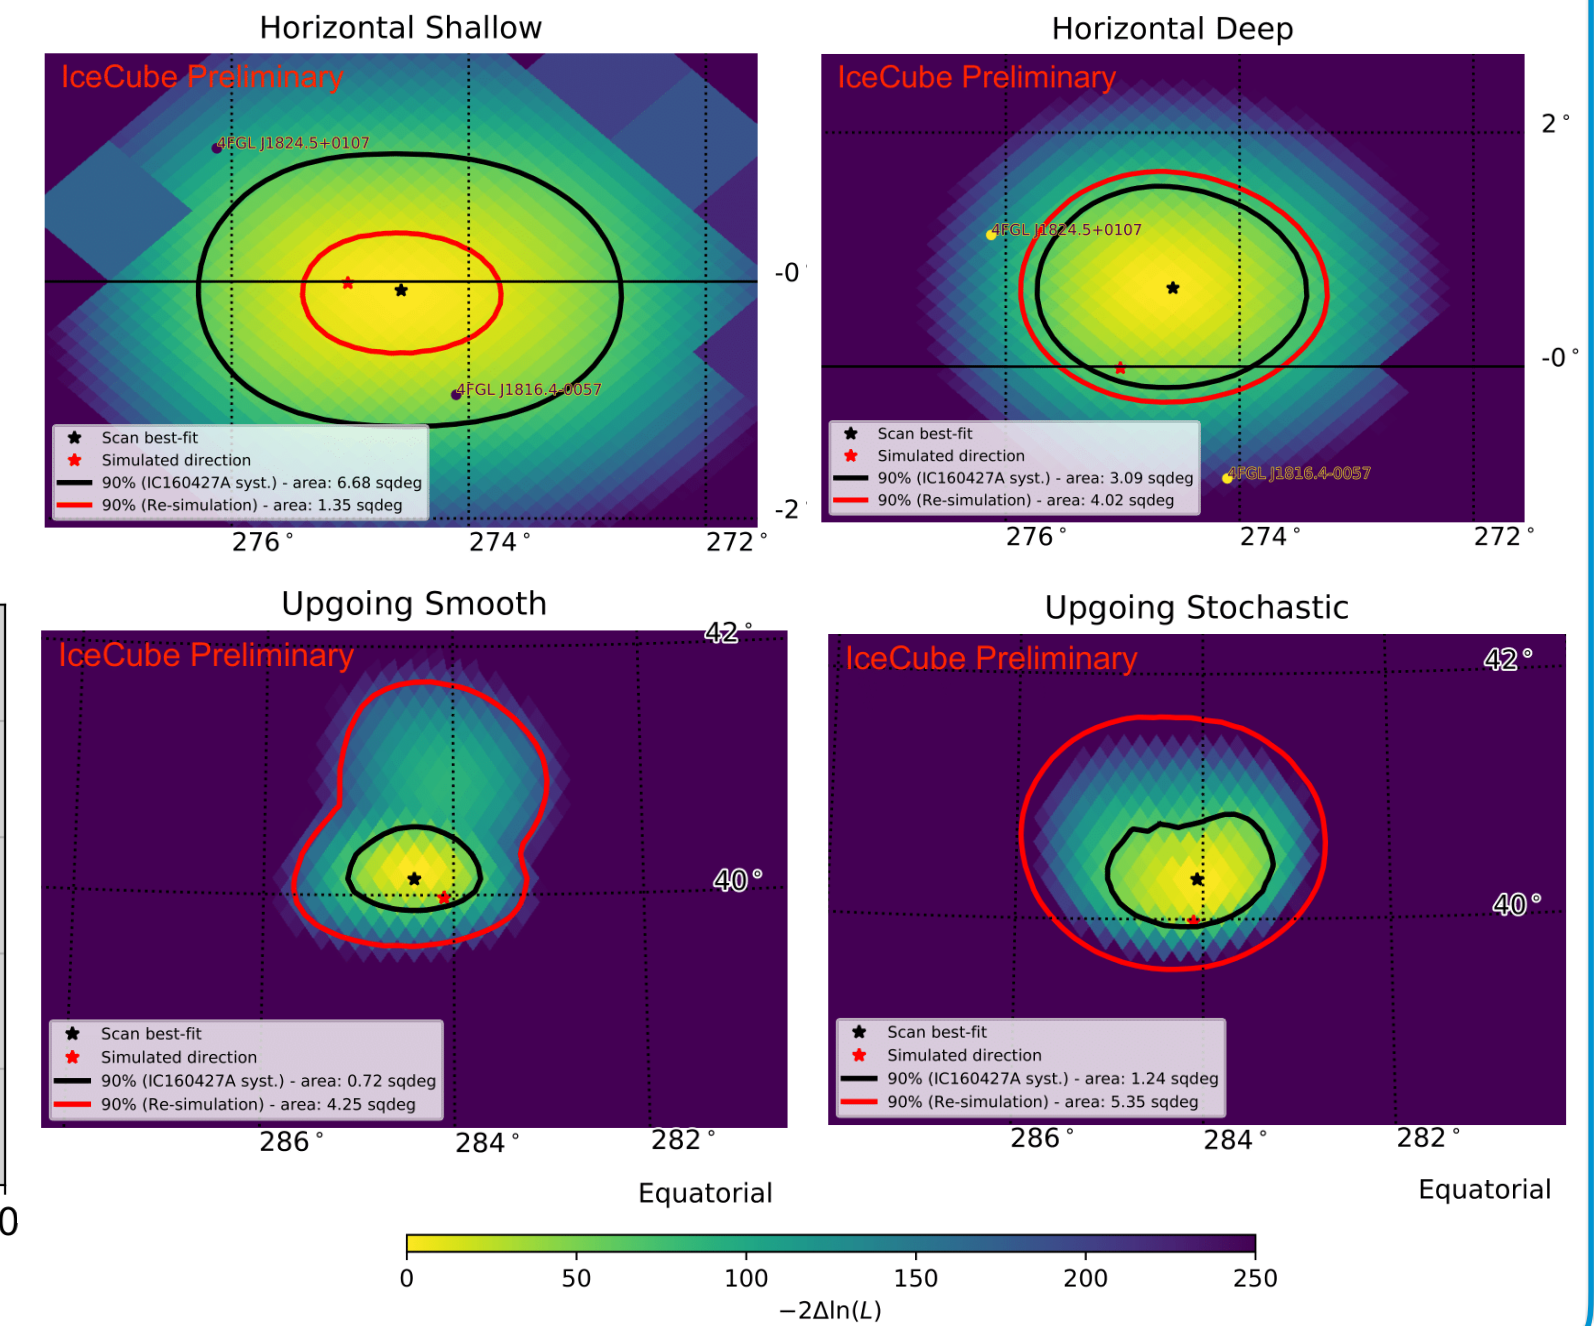 Horizontal Shallow
IceCube Preliminary
4FGL J1824.5+0107
-0°
4FGL J1816.4-0057
Scan best-fit
Simulated direction
90% (IC160427A syst.) - area: 6.68 sqdeg
90% (Re-simulation) - area: 1.35 sqdeg
-2
276° 274° 272°
Horizontal Deep
IceCube Preliminary
2°
4FGL J1824.5+0107
-0°
4FGL J1816.4-0057
Scan best-fit
Simulated direction
90% (IC160427A syst.) - area: 3.09 sqdeg
90% (Re-simulation) - area: 4.02 sqdeg
276° 274° 272°
Upgoing Smooth
42°
IceCube Preliminary
40°
Scan best-fit
Simulated direction
90% (IC160427A syst.) - area: 0.72 sqdeg
90% (Re-simulation) - area: 4.25 sqdeg
286° 284° 282°
Equatorial
Upgoing Stochastic
IceCube Preliminary
42°
40°
Scan best-fit
Simulated direction
90% (IC160427A syst.) - area: 1.24 sqdeg
90% (Re-simulation) - area: 5.35 sqdeg
286° 284° 282°
Equatorial
0
0 50 100 150 200 250
−2Δln(L)